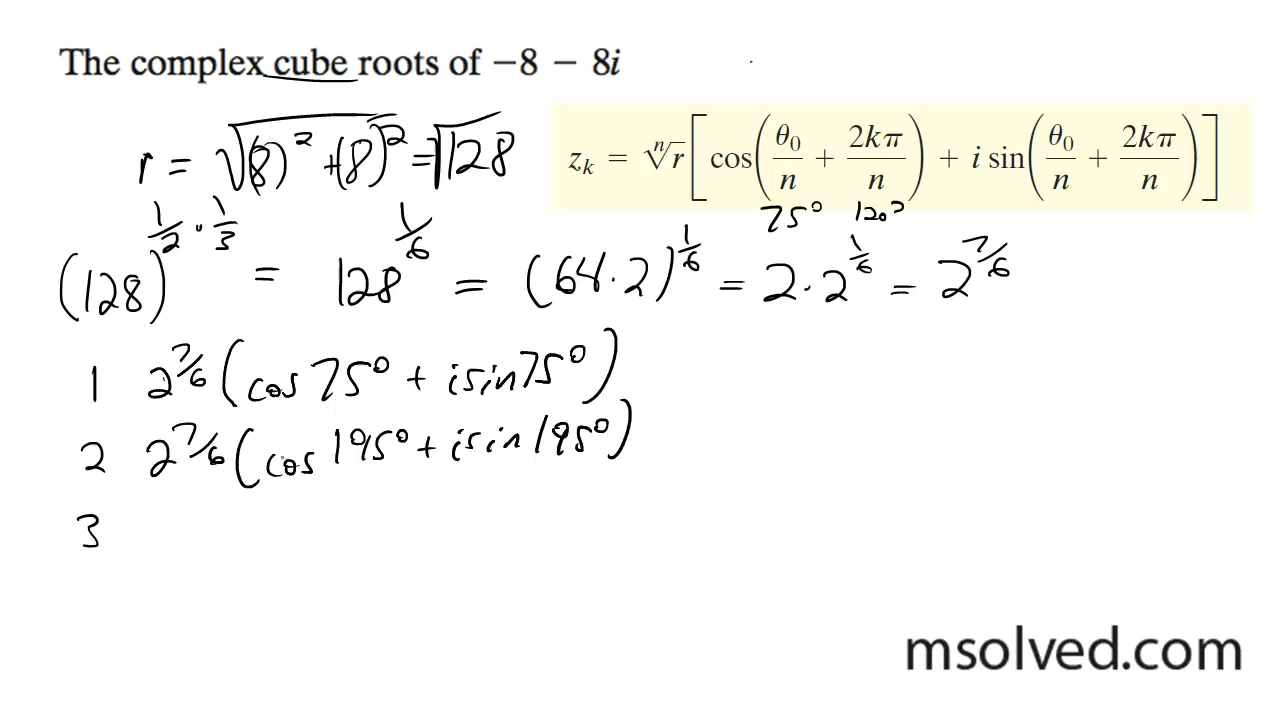 The complex cube roots of −8 − 8i
r = √(8)² + (8)² = √128
z_k = ⁿ√r [ cos( θ₀/n + 2kπ/n ) + i sin( θ₀/n + 2kπ/n ) ]
75° 120°
(128)^(1/2 · 1/3) = 128^(1/6) = (64·2)^(1/6) = 2·2^(1/6) = 2^(7/6)
1 2^(7/6) (cos 75° + isin 75°)
2 2^(7/6) (cos 195° + isin 195°)
3
msolved.com